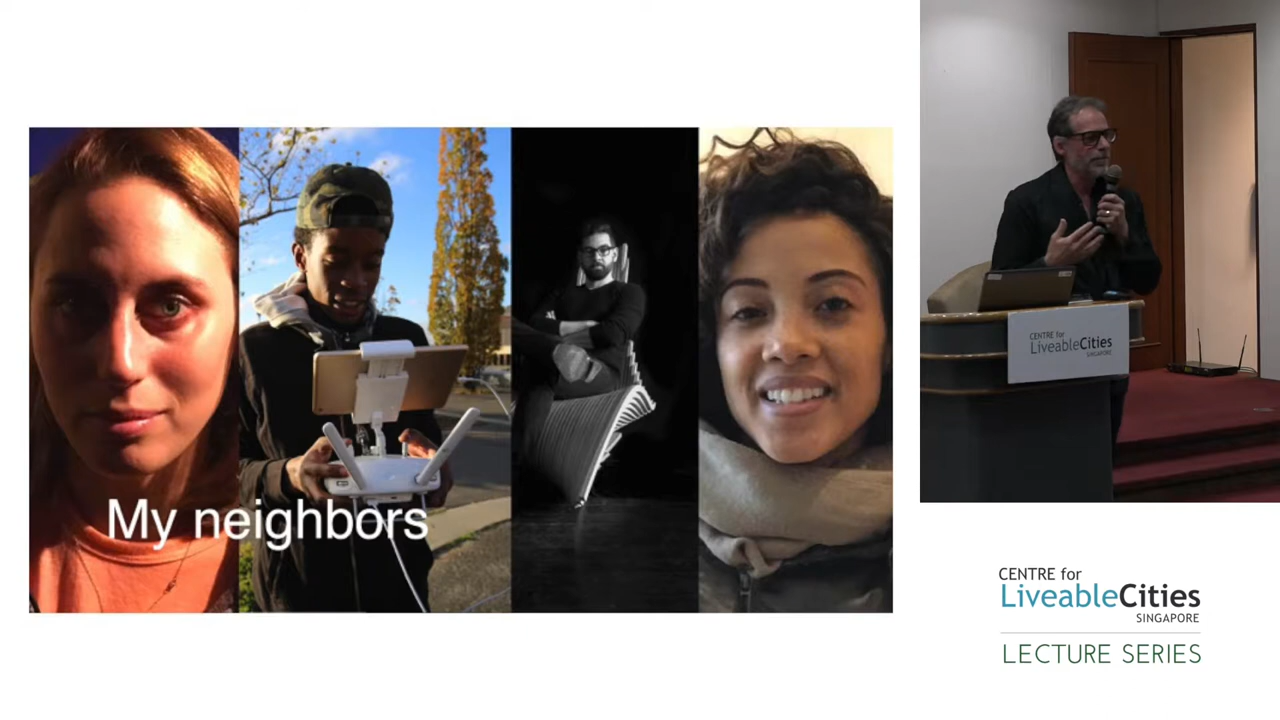 My neighbors
CENTRE for
LiveableCities
SINGAPORE
CENTRE for
LiveableCities
SINGAPORE
LECTURE SERIES